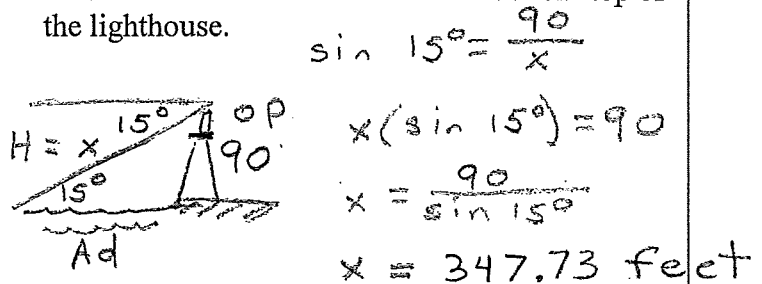 the lighthouse.
sin 15° = 90/x
15° OP
H = x 90'
15°
Ad
x(sin 15°) = 90
x = 90/sin 15°
x = 347.73 feet